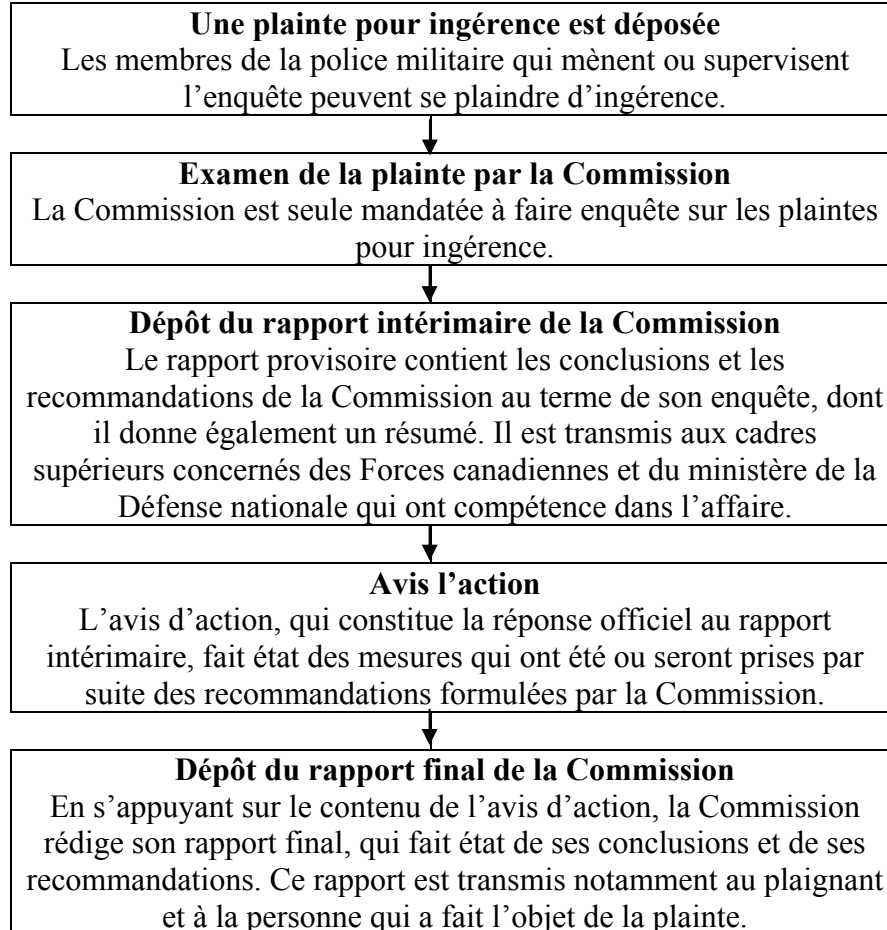 Une plainte pour ingérence est déposée
Les membres de la police militaire qui mènent ou supervisent
l’enquête peuvent se plaindre d’ingérence.
Examen de la plainte par la Commission
La Commission est seule mandatée à faire enquête sur les plaintes
pour ingérence.
Dépôt du rapport intérimaire de la Commission
Le rapport provisoire contient les conclusions et les
recommandations de la Commission au terme de son enquête, dont
il donne également un résumé. Il est transmis aux cadres
supérieurs concernés des Forces canadiennes et du ministère de la
Défense nationale qui ont compétence dans l’affaire.
Avis l’action
L’avis d’action, qui constitue la réponse officiel au rapport
intérimaire, fait état des mesures qui ont été ou seront prises par
suite des recommandations formulées par la Commission.
Dépôt du rapport final de la Commission
En s’appuyant sur le contenu de l’avis d’action, la Commission
rédige son rapport final, qui fait état de ses conclusions et de ses
recommandations. Ce rapport est transmis notamment au plaignant
et à la personne qui a fait l’objet de la plainte.